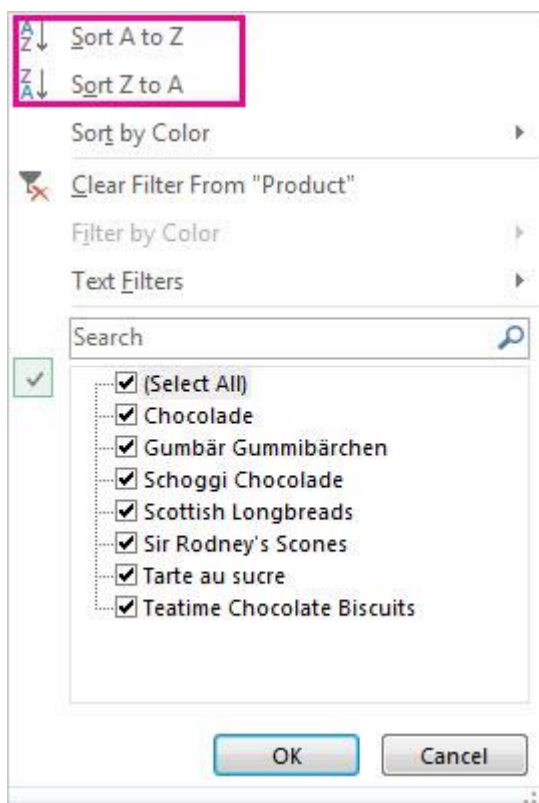 Sort A to Z
Sort Z to A
Sort by Color
Clear Filter From "Product"
Filter by Color
Text Filters
Search
(Select All)
Chocolade
Gumbär Gummibärchen
Schoggi Chocolade
Scottish Longbreads
Sir Rodney's Scones
Tarte au sucre
Teatime Chocolate Biscuits
OK Cancel